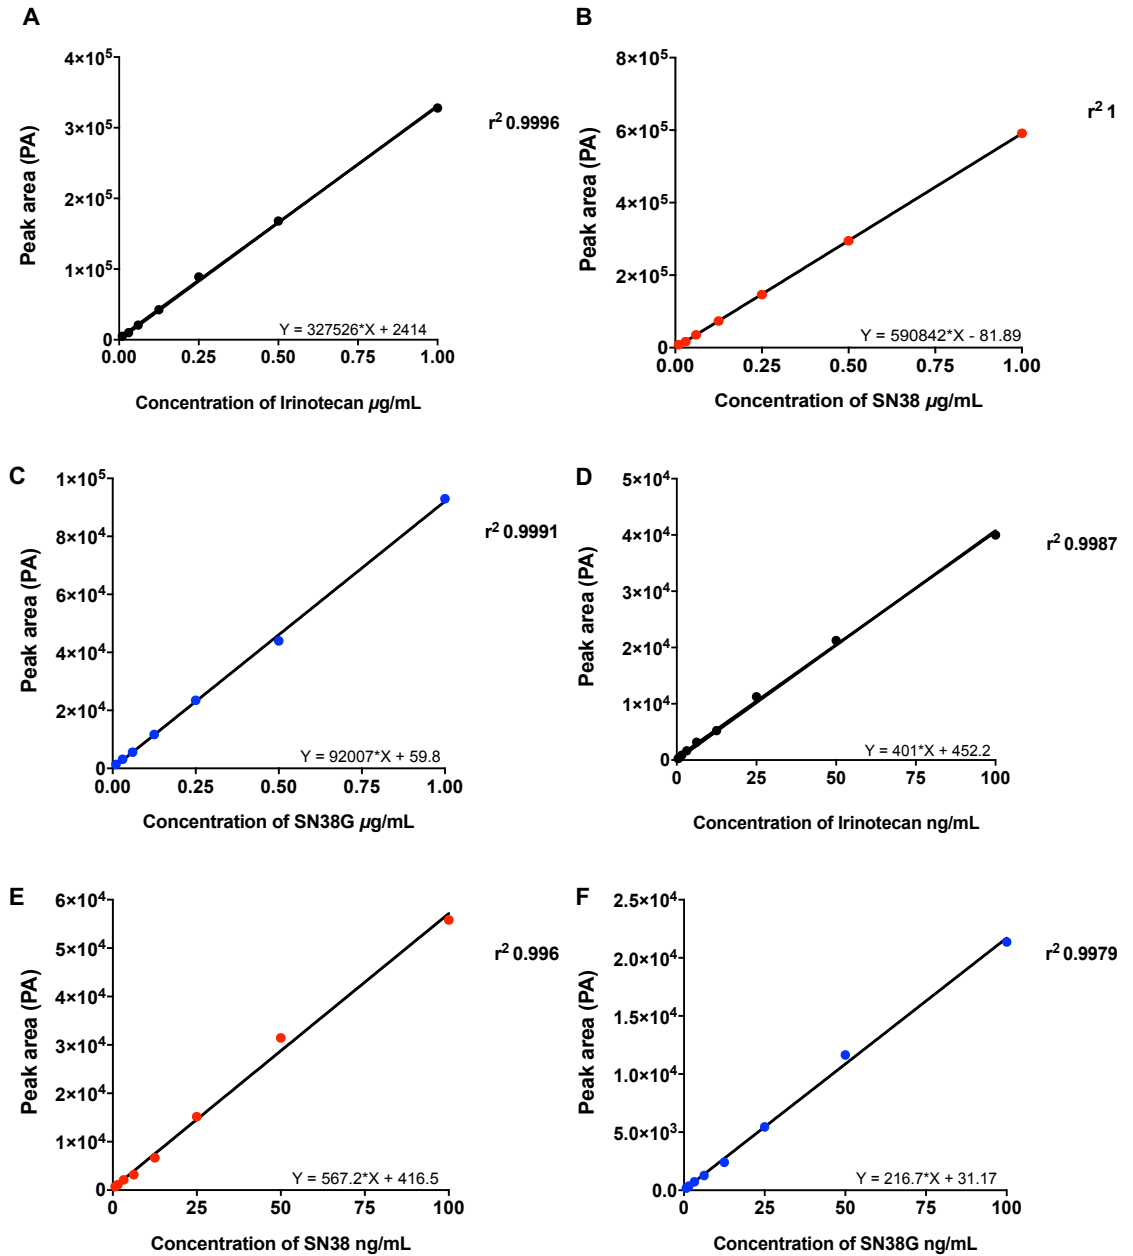 A
4×10⁵
3×10⁵
2×10⁵
1×10⁵
0
0.00 0.25 0.50 0.75 1.00
Peak area (PA)
Concentration of Irinotecan µg/mL
r² 0.9996
Y = 327526*X + 2414
B
8×10⁵
6×10⁵
4×10⁵
2×10⁵
0
0.00 0.25 0.50 0.75 1.00
Peak area (PA)
Concentration of SN38 µg/mL
r² 1
Y = 590842*X - 81.89
C
1×10⁵
8×10⁴
6×10⁴
4×10⁴
2×10⁴
0
0.00 0.25 0.50 0.75 1.00
Peak area (PA)
Concentration of SN38G µg/mL
r² 0.9991
Y = 92007*X + 59.8
D
5×10⁴
4×10⁴
3×10⁴
2×10⁴
1×10⁴
0
0 25 50 75 100
Peak area (PA)
Concentration of Irinotecan ng/mL
r² 0.9987
Y = 401*X + 452.2
E
6×10⁴
5×10⁴
4×10⁴
3×10⁴
2×10⁴
1×10⁴
0
0 25 50 75 100
Peak area (PA)
Concentration of SN38 ng/mL
r² 0.996
Y = 567.2*X + 416.5
F
2.5×10⁴
2.0×10⁴
1.5×10⁴
1.0×10⁴
5.0×10³
0.0
0 25 50 75 100
Peak area (PA)
Concentration of SN38G ng/mL
r² 0.9979
Y = 216.7*X + 31.17